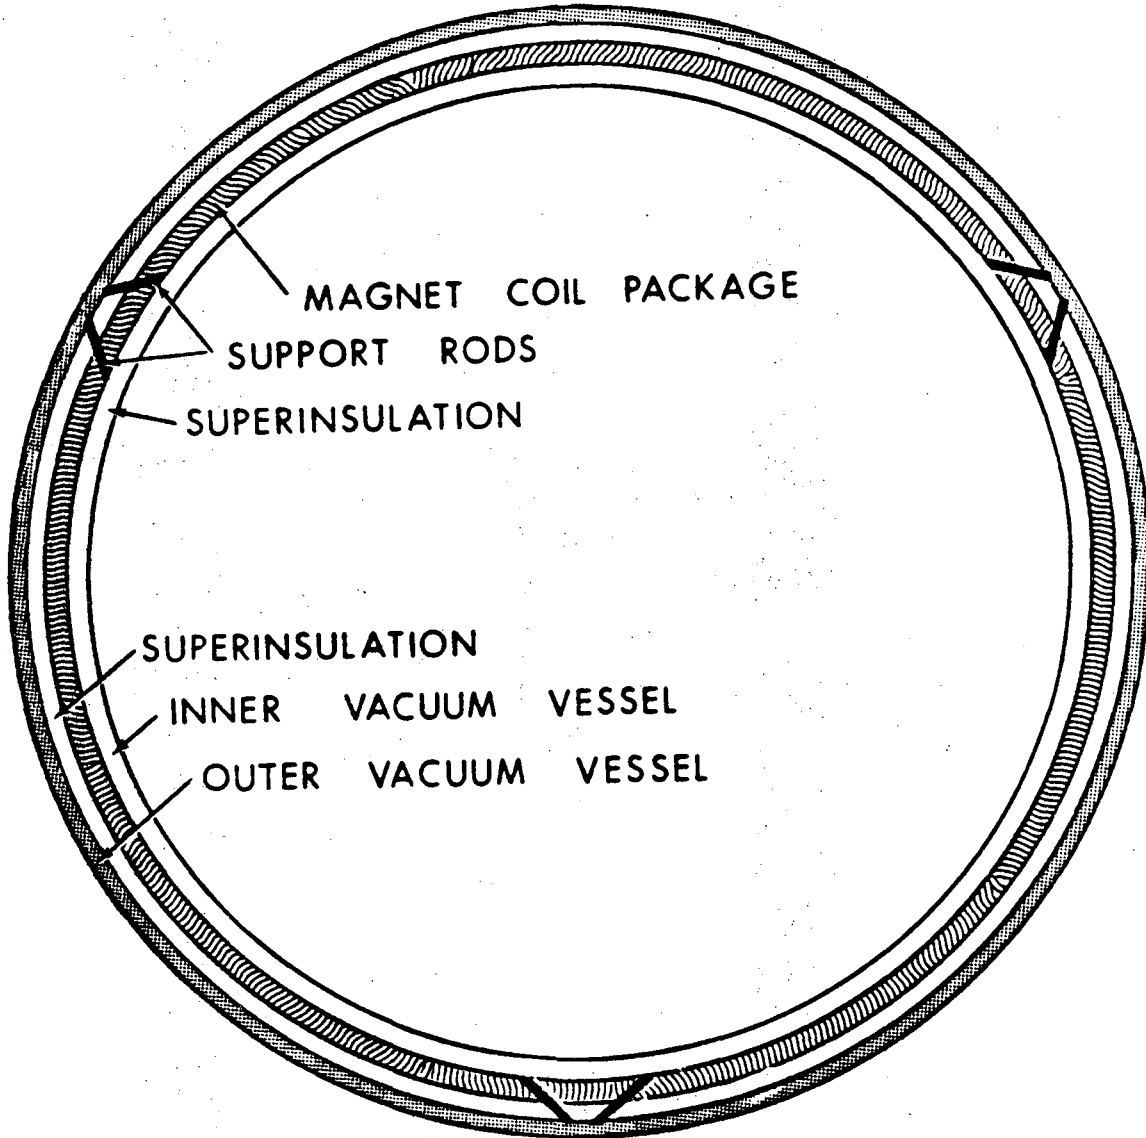 MAGNET COIL PACKAGE
SUPPORT RODS
SUPERINSULATION
SUPERINSULATION
INNER VACUUM VESSEL
OUTER VACUUM VESSEL